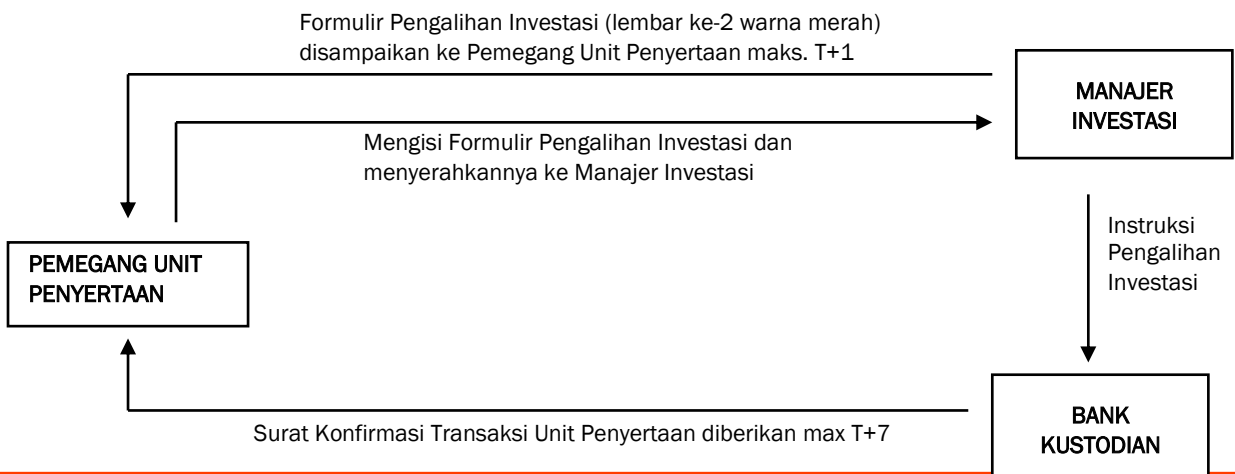 Formulir Pengalihan Investasi (lembar ke-2 warna merah)
disampaikan ke Pemegang Unit Penyertaan maks. T+1
MANAJER
INVESTASI
Mengisi Formulir Pengalihan Investasi dan
menyerahkannya ke Manajer Investasi
Instruksi
Pengalihan
Investasi
PEMEGANG UNIT
PENYERTAAN
Surat Konfirmasi Transaksi Unit Penyertaan diberikan max T+7
BANK
KUSTODIAN